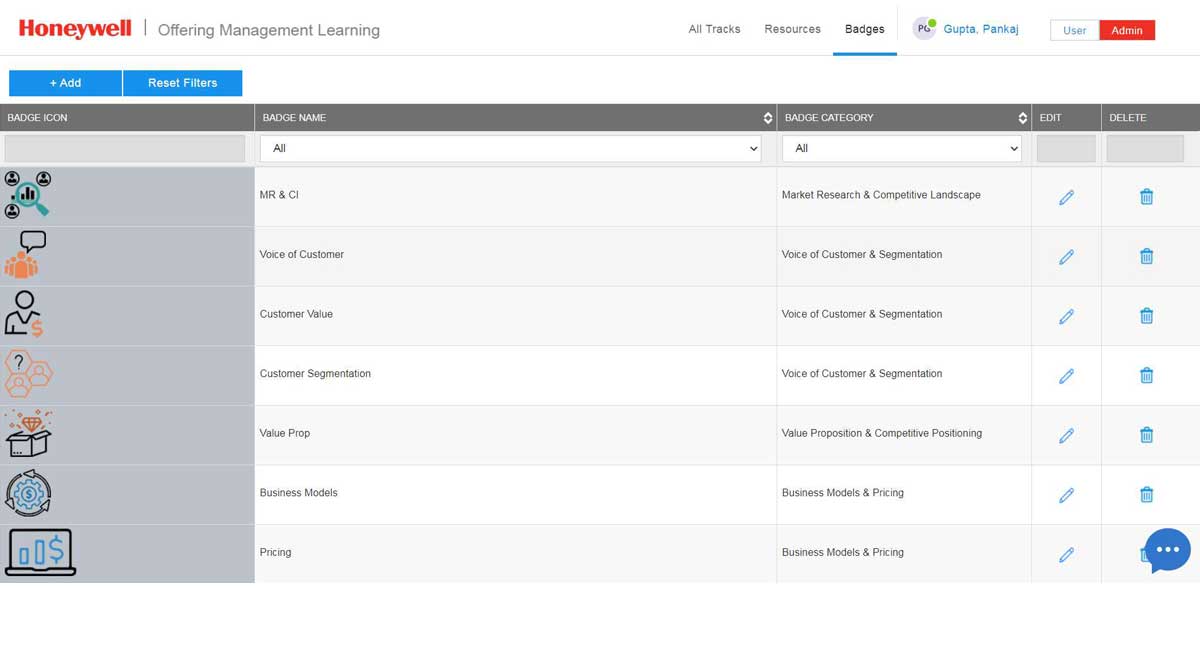 Honeywell | Offering Management Learning
All Tracks Resources Badges PG Gupta, Pankaj User Admin
+ Add Reset Filters
BADGE ICON BADGE NAME BADGE CATEGORY EDIT DELETE
All All
MR & CI Market Research & Competitive Landscape
Voice of Customer Voice of Customer & Segmentation
Customer Value Voice of Customer & Segmentation
$
? Customer Segmentation Voice of Customer & Segmentation
Value Prop Value Proposition & Competitive Positioning
$ Business Models Business Models & Pricing
$ Pricing Business Models & Pricing